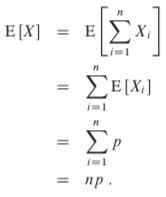 E [X] = E [ ∑_{i=1}^{n} X_i ]
= ∑_{i=1}^{n} E [X_i]
= ∑_{i=1}^{n} p
= np .